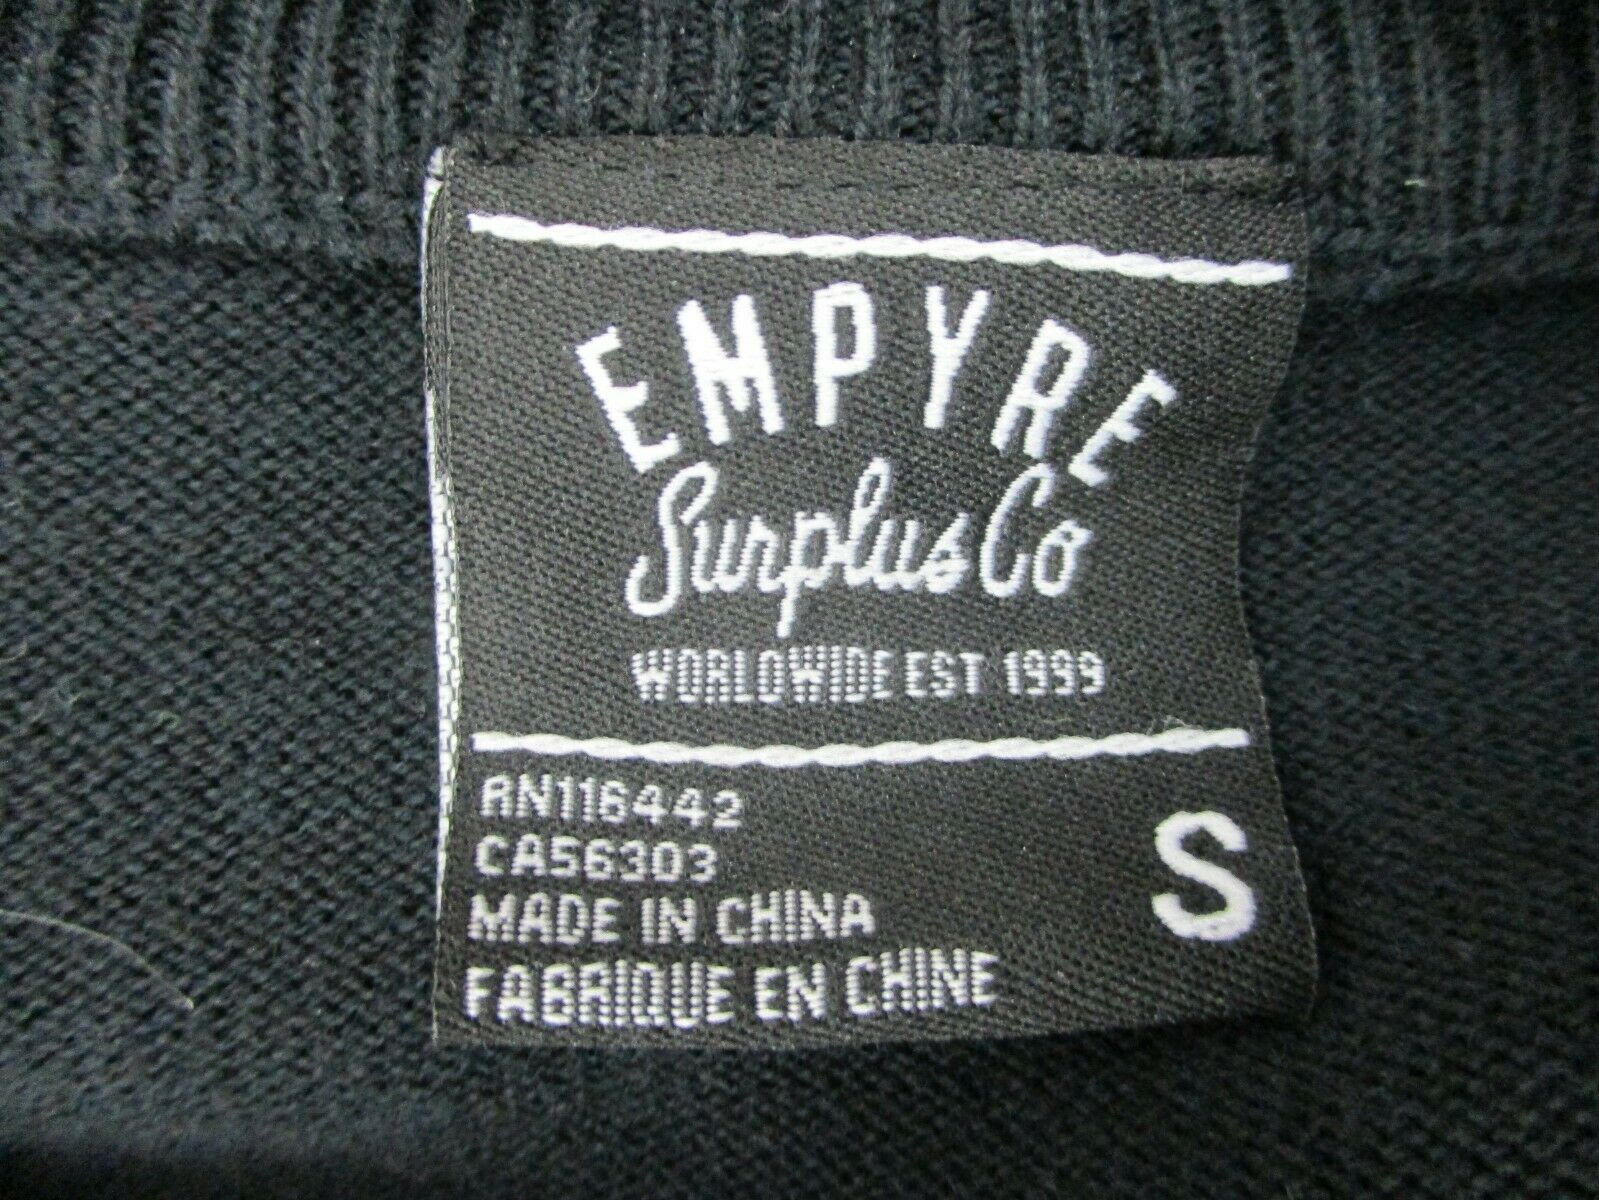 EMPYRE
Surplus Co
WORLDWIDE EST 1999
RN116442
CA56303
MADE IN CHINA
FABRIQUE EN CHINE
S